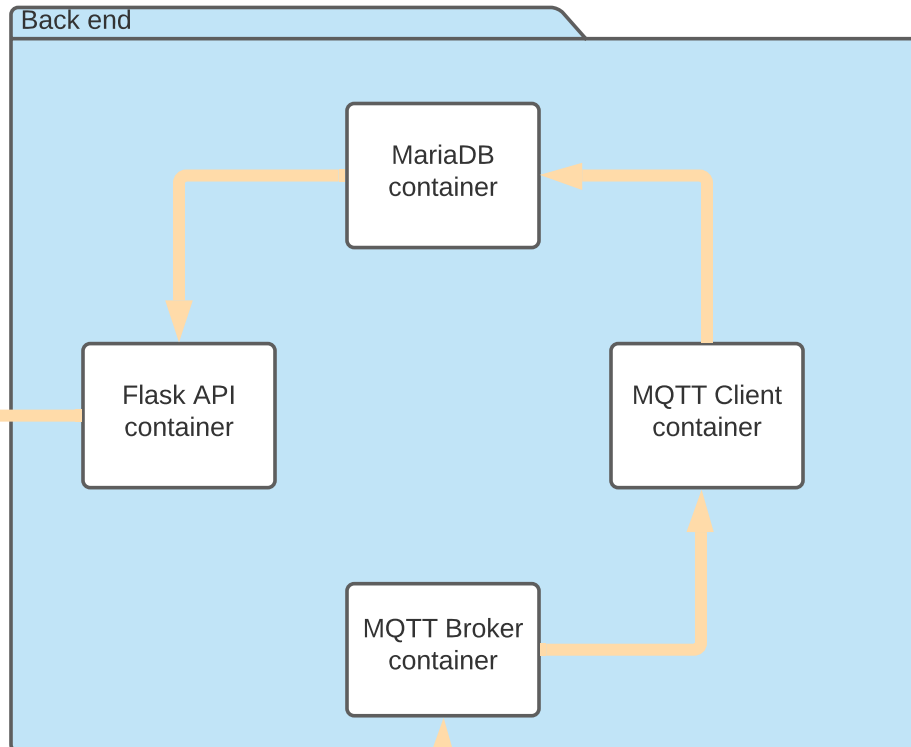 Back end
MariaDB
container
Flask API
container
MQTT Client
container
MQTT Broker
container